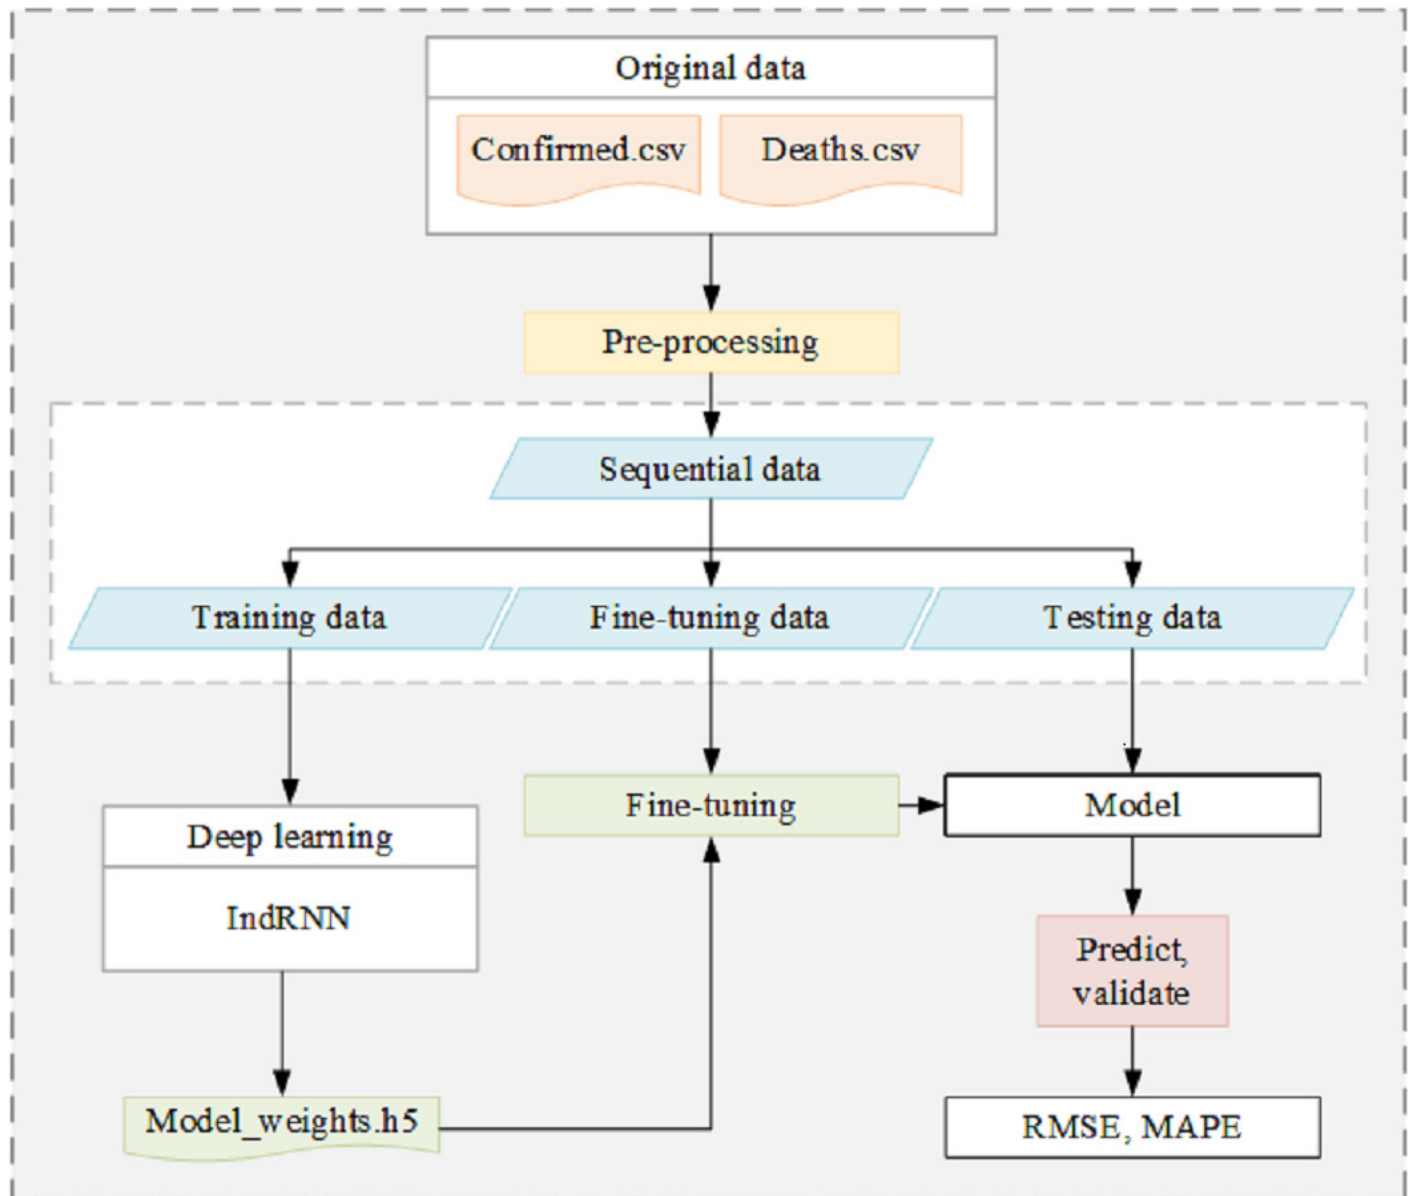 Original data
Confirmed.csv
Deaths.csv
Pre-processing
Sequential data
Training data
Fine-tuning data
Testing data
Fine-tuning
Model
Deep learning
IndRNN
Predict,
validate
Model_weights.h5
RMSE, MAPE